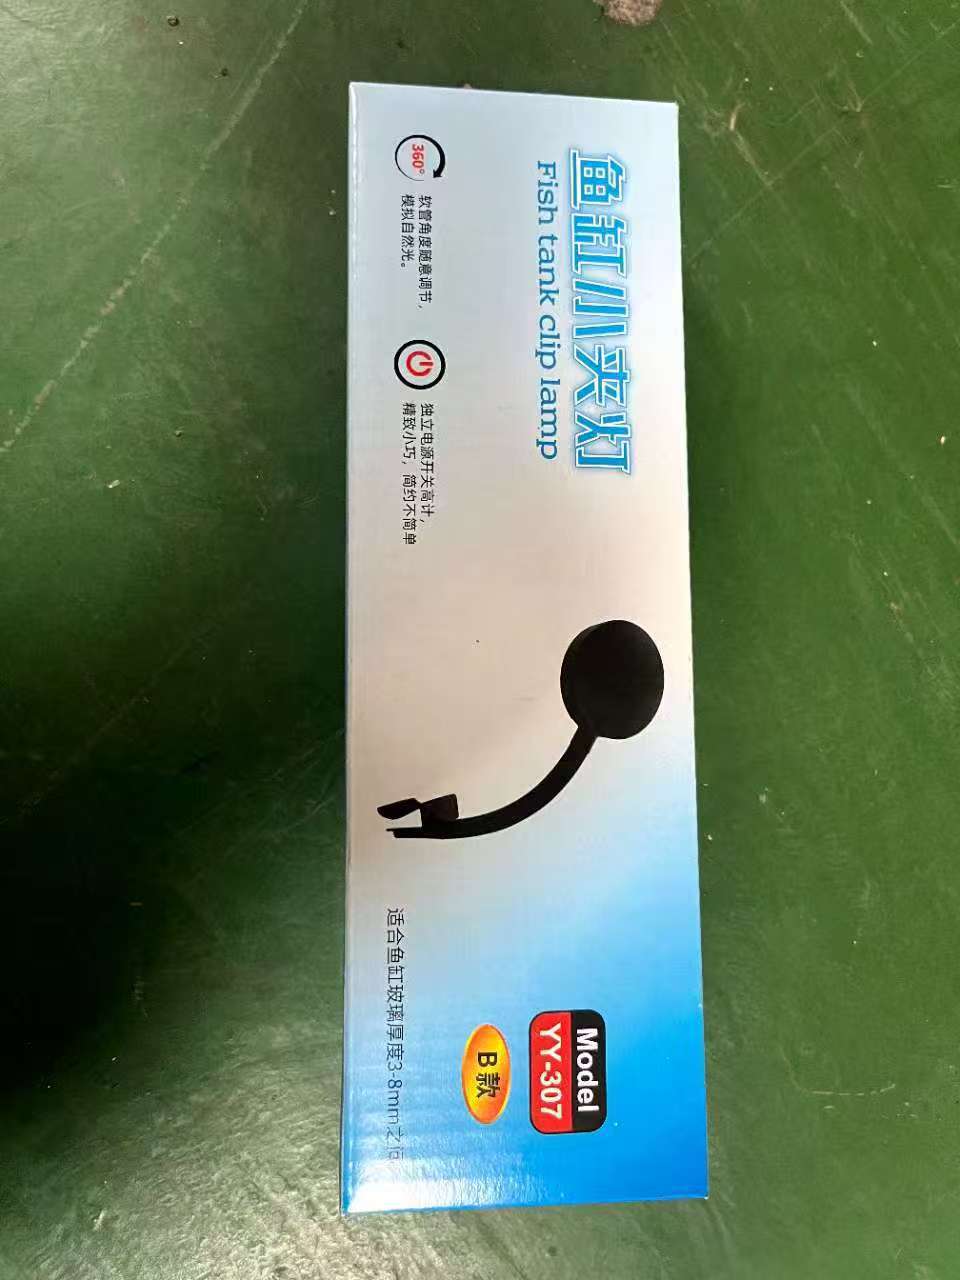 鱼缸小夹灯
Fish tank clip lamp
360°
软管角度随意调节，
模拟自然光。
独立电源开关高计，
精致小巧，简约不简单
Model
YY-307
B款
适合鱼缸玻璃厚度3-8mm之间